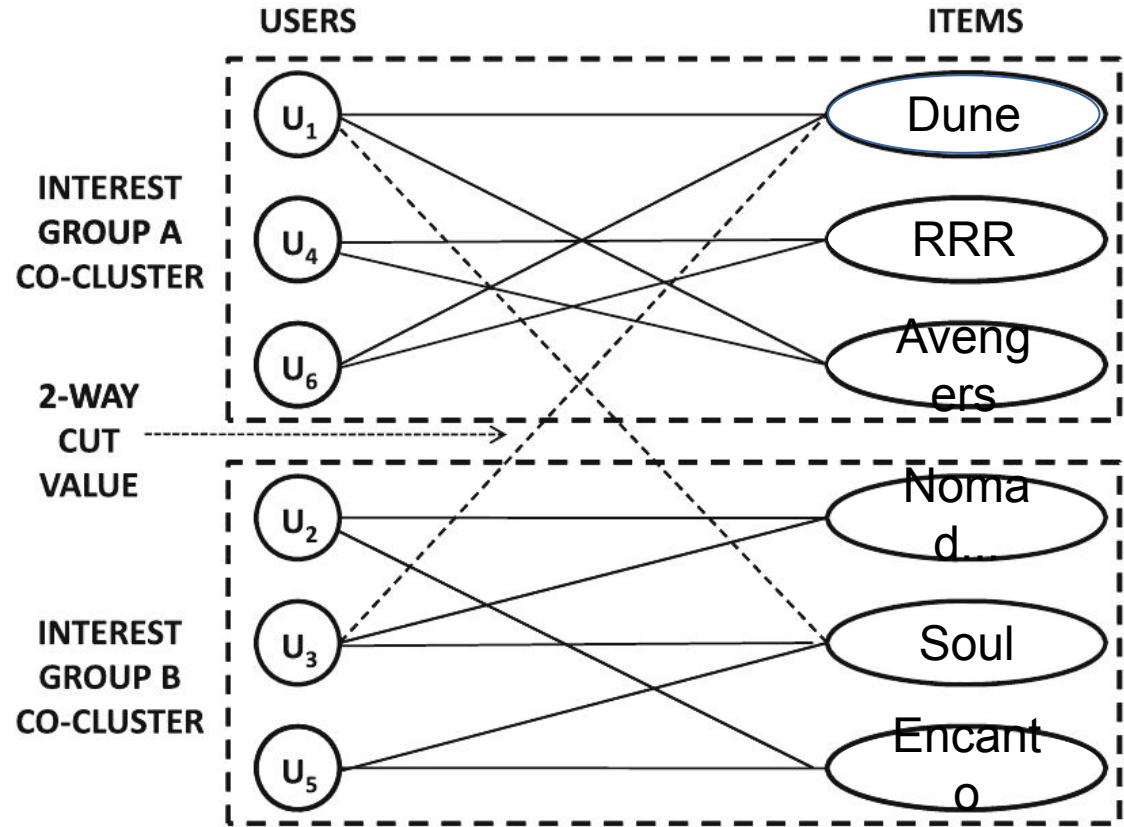 USERS
ITEMS
U1
Dune
INTEREST
GROUP A
CO-CLUSTER
U4
RRR
U6
Aveng
ers
2-WAY
CUT
VALUE
U2
Noma
d...
INTEREST
GROUP B
CO-CLUSTER
U3
Soul
U5
Encant
o